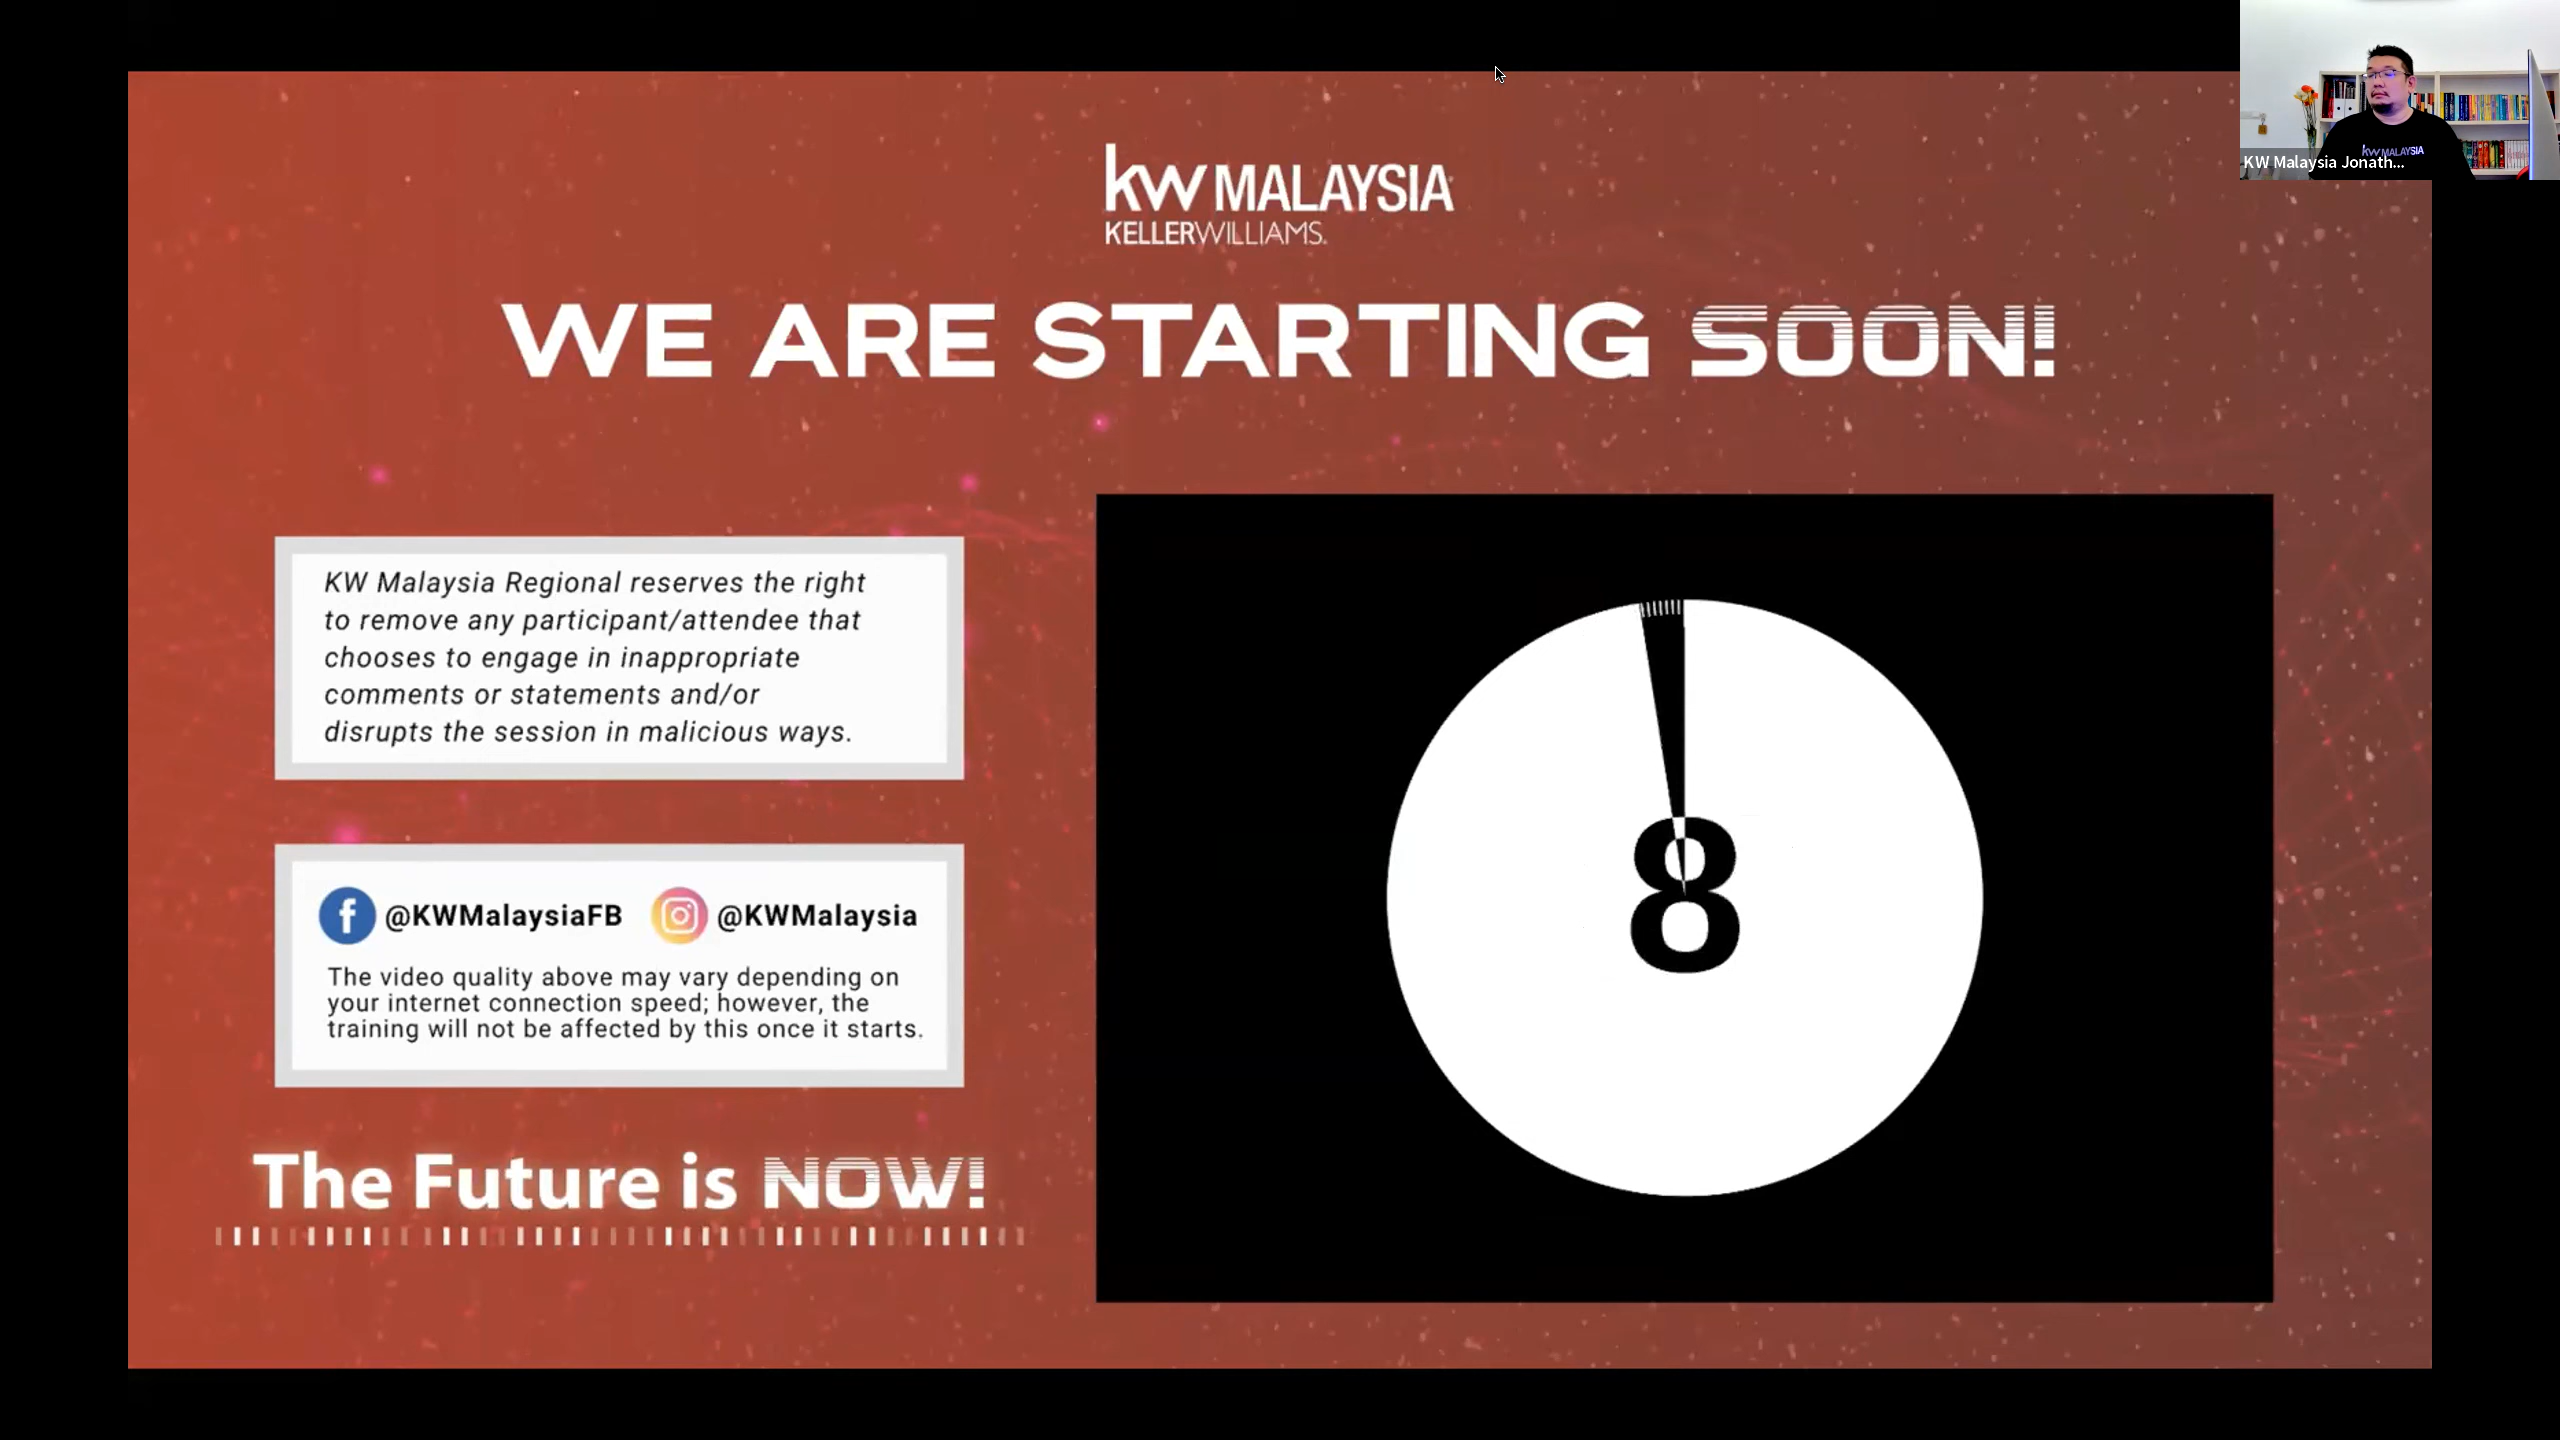 kw MALAYSIA
KELLERWILLIAMS.
WE ARE STARTING SOON!
KW Malaysia Regional reserves the right
to remove any participant/attendee that
chooses to engage in inappropriate
comments or statements and/or
disrupts the session in malicious ways.
@KWMalaysiaFB @KWMalaysia
The video quality above may vary depending on
your internet connection speed; however, the
training will not be affected by this once it starts.
The Future is NOW!
8
kw MALAYSIA
KW Malaysia Jonath...